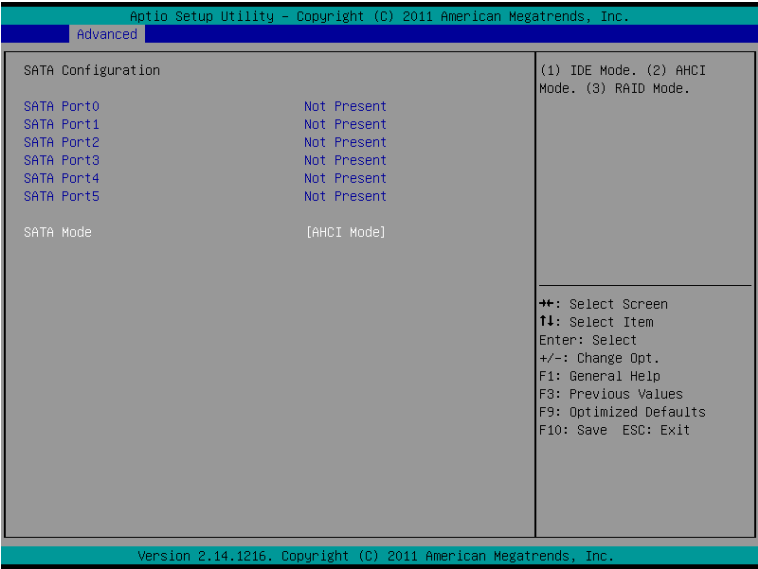 Aptio Setup Utility – Copyright (C) 2011 American Megatrends, Inc.
Advanced
SATA Configuration
SATA Port0 Not Present
SATA Port1 Not Present
SATA Port2 Not Present
SATA Port3 Not Present
SATA Port4 Not Present
SATA Port5 Not Present
SATA Mode [AHCI Mode]
(1) IDE Mode. (2) AHCI
Mode. (3) RAID Mode.
→←: Select Screen
↑↓: Select Item
Enter: Select
+/-: Change Opt.
F1: General Help
F3: Previous Values
F9: Optimized Defaults
F10: Save ESC: Exit
Version 2.14.1216. Copyright (C) 2011 American Megatrends, Inc.